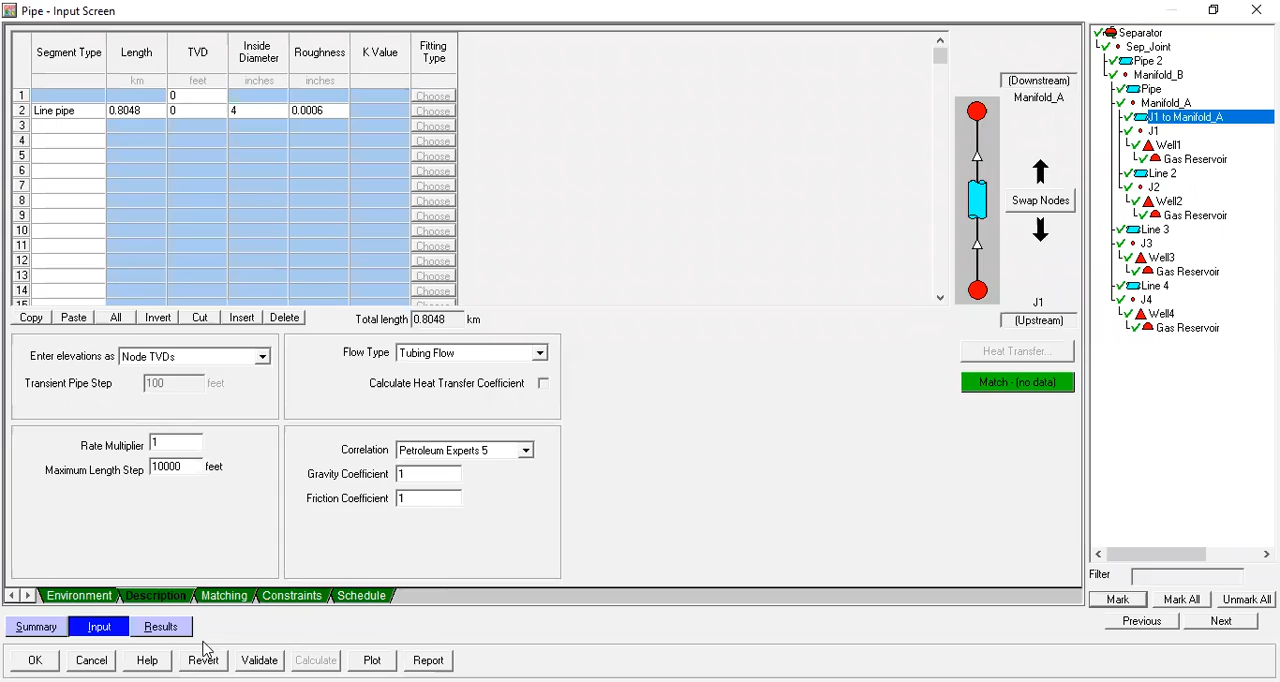 Pipe - Input Screen
Segment Type Length TVD Inside Diameter Roughness K Value Fitting Type
km feet inches inches
1 0 Choose
2 Line pipe 0.8048 0 4 0.0006 Choose
3 Choose
4 Choose
5 Choose
6 Choose
7 Choose
8 Choose
9 Choose
10 Choose
11 Choose
12 Choose
13 Choose
14 Choose
15
Copy Paste All Invert Cut Insert Delete Total length 0.8048 km
Enter elevations as Node TVDs
Transient Pipe Step 100 feet
Flow Type Tubing Flow
Calculate Heat Transfer Coefficient
Rate Multiplier 1
Maximum Length Step 10000 feet
Correlation Petroleum Experts 5
Gravity Coefficient 1
Friction Coefficient 1
(Downstream)
Manifold_A
Swap Nodes
J1
(Upstream)
Heat Transfer...
Match - (no data)
Environment Description Matching Constraints Schedule
Summary Input Results
OK Cancel Help Revert Validate Calculate Plot Report
Separator
Sep_Joint
Pipe 2
Manifold_B
Pipe
Manifold_A
J1 to Manifold_A
J1
Well1
Gas Reservoir
Line 2
J2
Well2
Gas Reservoir
Line 3
J3
Well3
Gas Reservoir
Line 4
J4
Well4
Gas Reservoir
Filter
Mark Mark All Unmark All
Previous Next